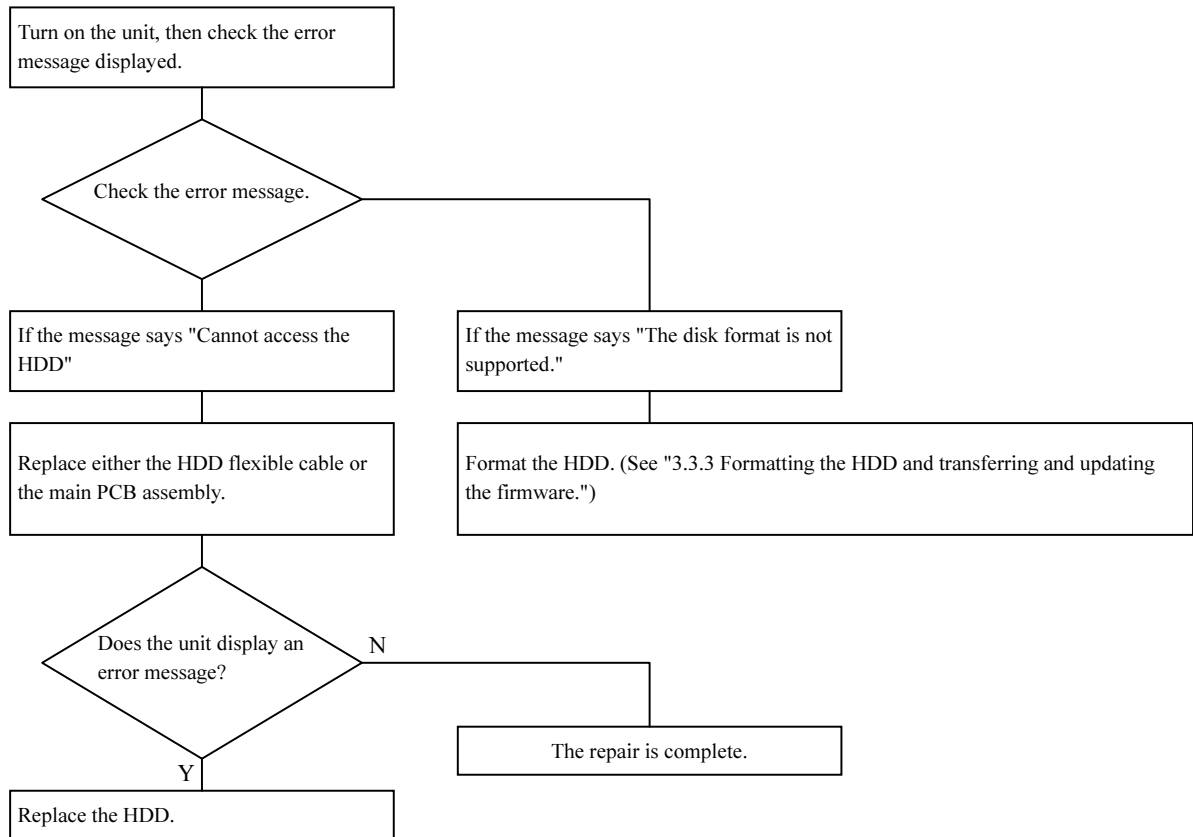 Turn on the unit, then check the error
message displayed.
Check the error message.
If the message says "Cannot access the
HDD"
If the message says "The disk format is not
supported."
Replace either the HDD flexible cable or
the main PCB assembly.
Format the HDD. (See "3.3.3 Formatting the HDD and transferring and updating
the firmware.")
Does the unit display an
error message?
N
The repair is complete.
Y
Replace the HDD.